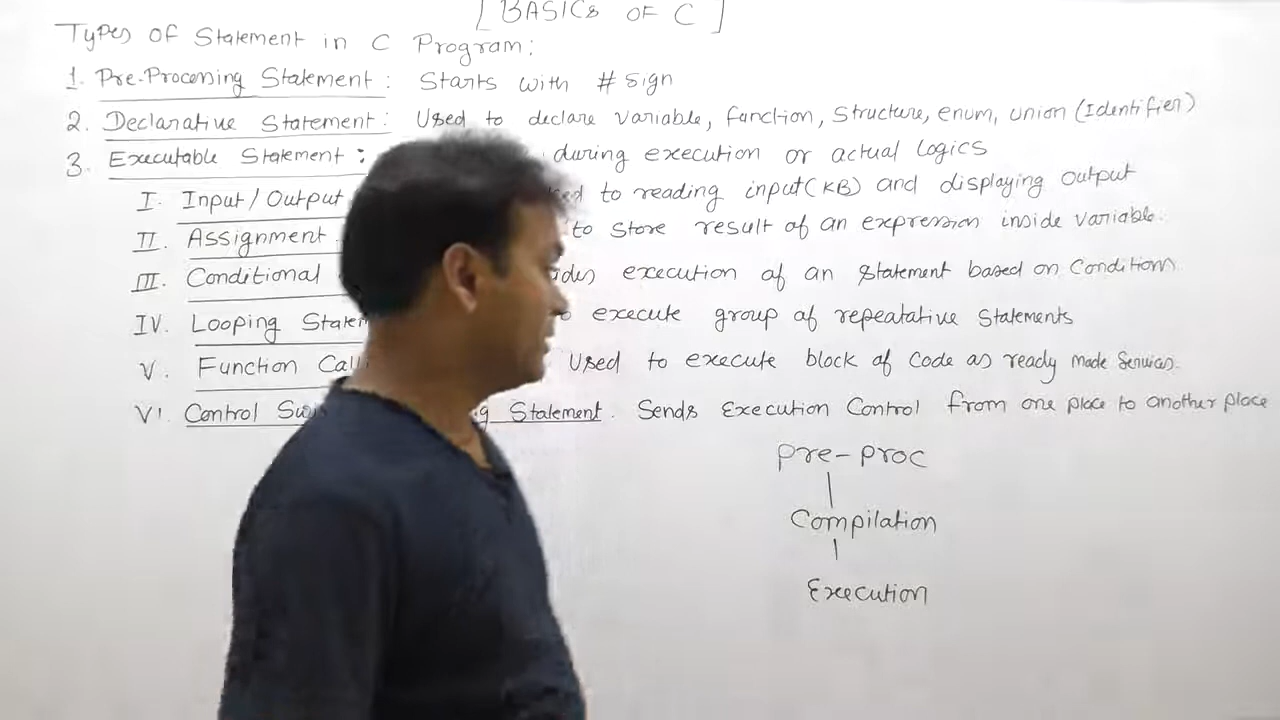 [ BASICS OF C ]
Types of Statement in C Program:
1. Pre-Processing Statement: Starts with # sign
2. Declarative Statement: Used to declare variable, function, Structure, enum, union (Identifier)
3. Executable Statement: during execution or actual logics
I. Input/Output to reading input(KB) and displaying output
II. Assignment to store result of an expression inside variable.
III. Conditional execution of an statement based on Condition
IV. Looping execute group of repeatative statements
V. Function Used to execute block of code as ready made services.
VI. Control Statement. Sends Execution Control from one place to another place
Pre-proc
Compilation
Execution